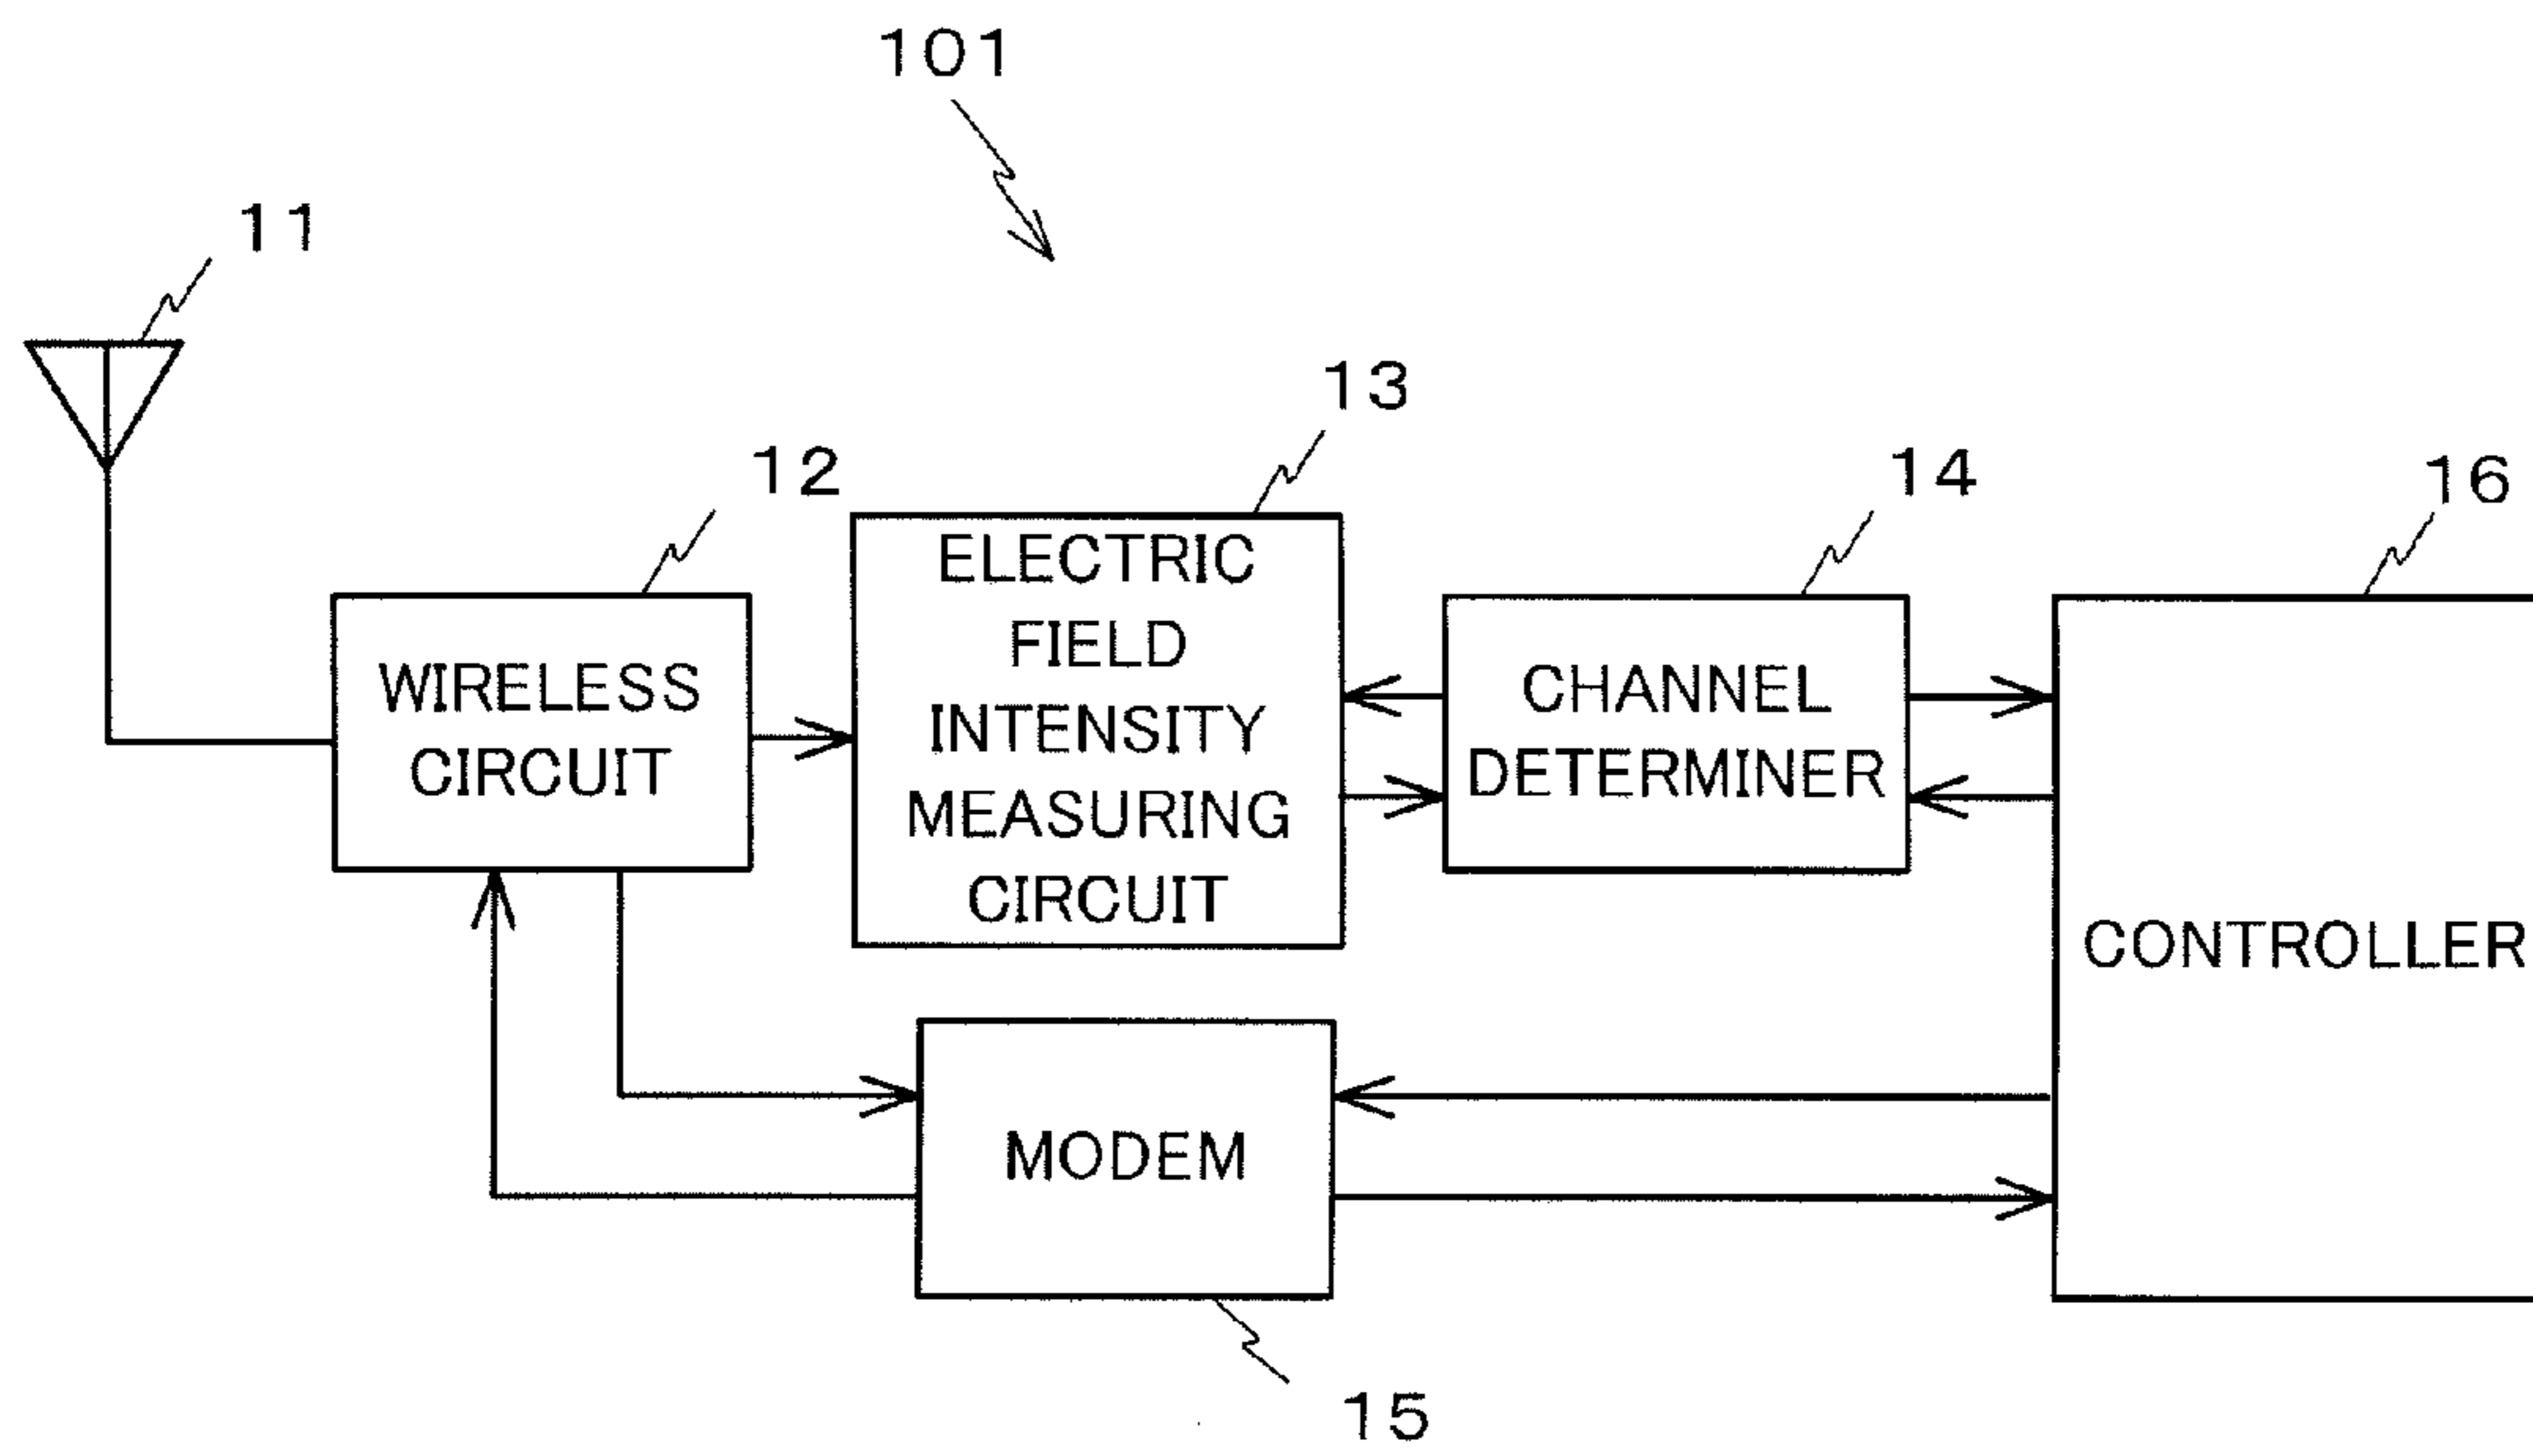 101
11
13
12
14
16
ELECTRIC
FIELD
INTENSITY
MEASURING
CIRCUIT
WIRELESS
CIRCUIT
CHANNEL
DETERMINER
CONTROLLER
MODEM
15